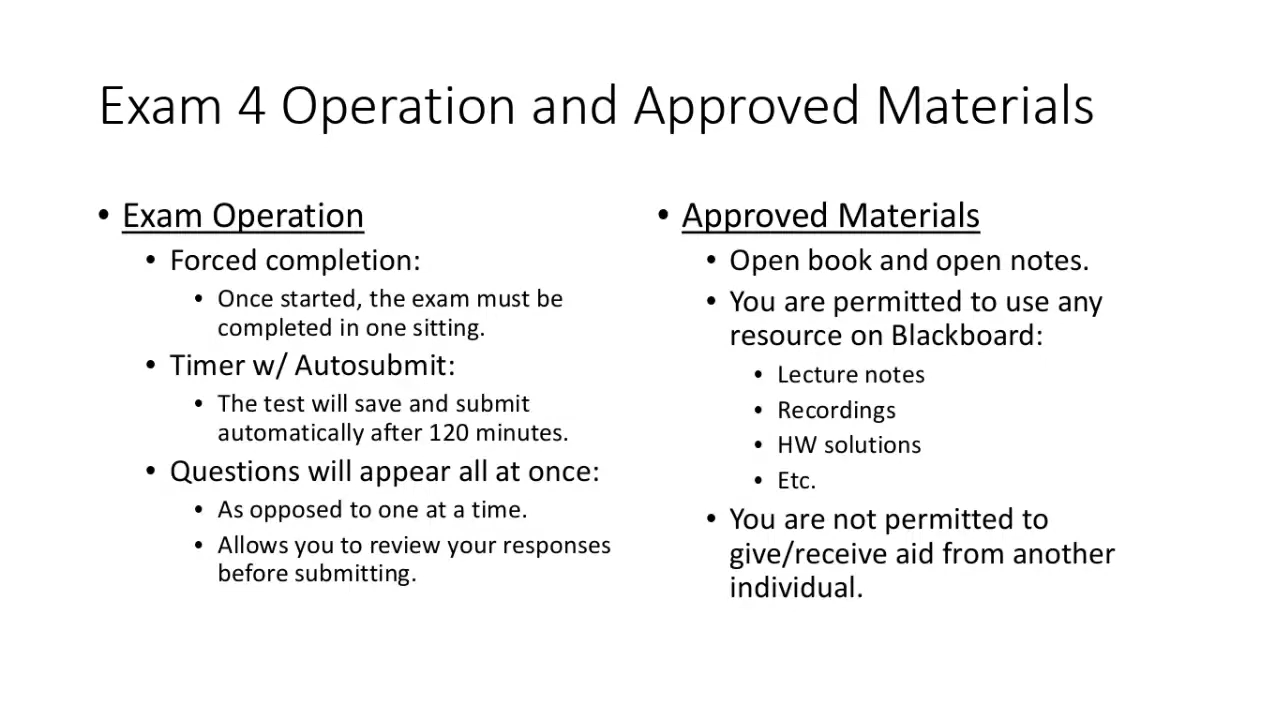 Exam 4 Operation and Approved Materials
• Exam Operation
• Forced completion:
• Once started, the exam must be
completed in one sitting.
• Timer w/ Autosubmit:
• The test will save and submit
automatically after 120 minutes.
• Questions will appear all at once:
• As opposed to one at a time.
• Allows you to review your responses
before submitting.
• Approved Materials
• Open book and open notes.
• You are permitted to use any
resource on Blackboard:
• Lecture notes
• Recordings
• HW solutions
• Etc.
• You are not permitted to
give/receive aid from another
individual.